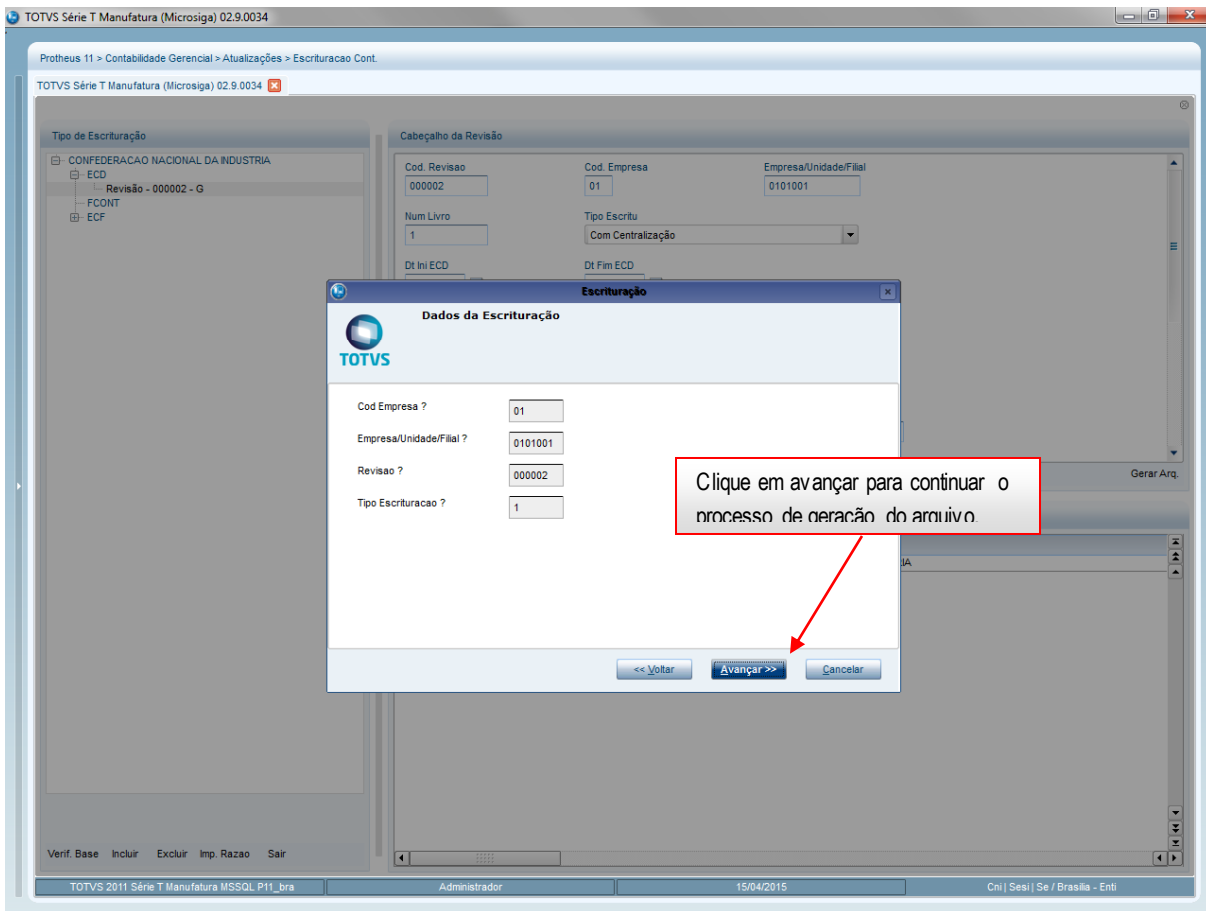 TOTVS Série T Manufatura (Microsiga) 02.9.0034
Protheus 11 > Contabilidade Gerencial > Atualizações > Escrituracao Cont.
TOTVS Série T Manufatura (Microsiga) 02.9.0034
Tipo de Escrituração
CONFEDERACAO NACIONAL DA INDUSTRIA
ECD
Revisão - 000002 - G
FCONT
ECF
Cabeçalho da Revisão
Cod. Revisao Cod. Empresa Empresa/Unidade/Filial
000002 01 0101001
Num Livro Tipo Escritu
1 Com Centralização
Dt Ini ECD Dt Fim ECD
Escrituração
Dados da Escrituração
TOTVS
Cod Empresa ? 01
Empresa/Unidade/Filial ? 0101001
Revisao ? 000002
Tipo Escrituracao ? 1
Clique em avançar para continuar o
processo de geração do arquivo.
Gerar Arq.
IA
<< Voltar Avançar >> Cancelar
Verif. Base Incluir Excluir Imp. Razao Sair
TOTVS 2011 Série T Manufatura MSSQL P11_bra Administrador 15/04/2015 Cni | Sesi | Se / Brasilia - Enti